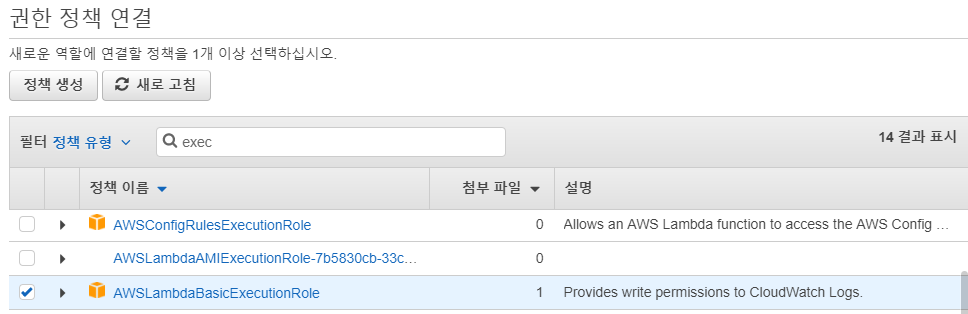 권한 정책 연결
새로운 역할에 연결할 정책을 1개 이상 선택하십시오.
정책 생성 새로 고침
필터 정책 유형 exec 14 결과 표시
정책 이름 첨부 파일 설명
AWSConfigRulesExecutionRole 0 Allows an AWS Lambda function to access the AWS Config ...
AWSLambdaAMIExecutionRole-7b5830cb-33c... 0
AWSLambdaBasicExecutionRole 1 Provides write permissions to CloudWatch Logs.